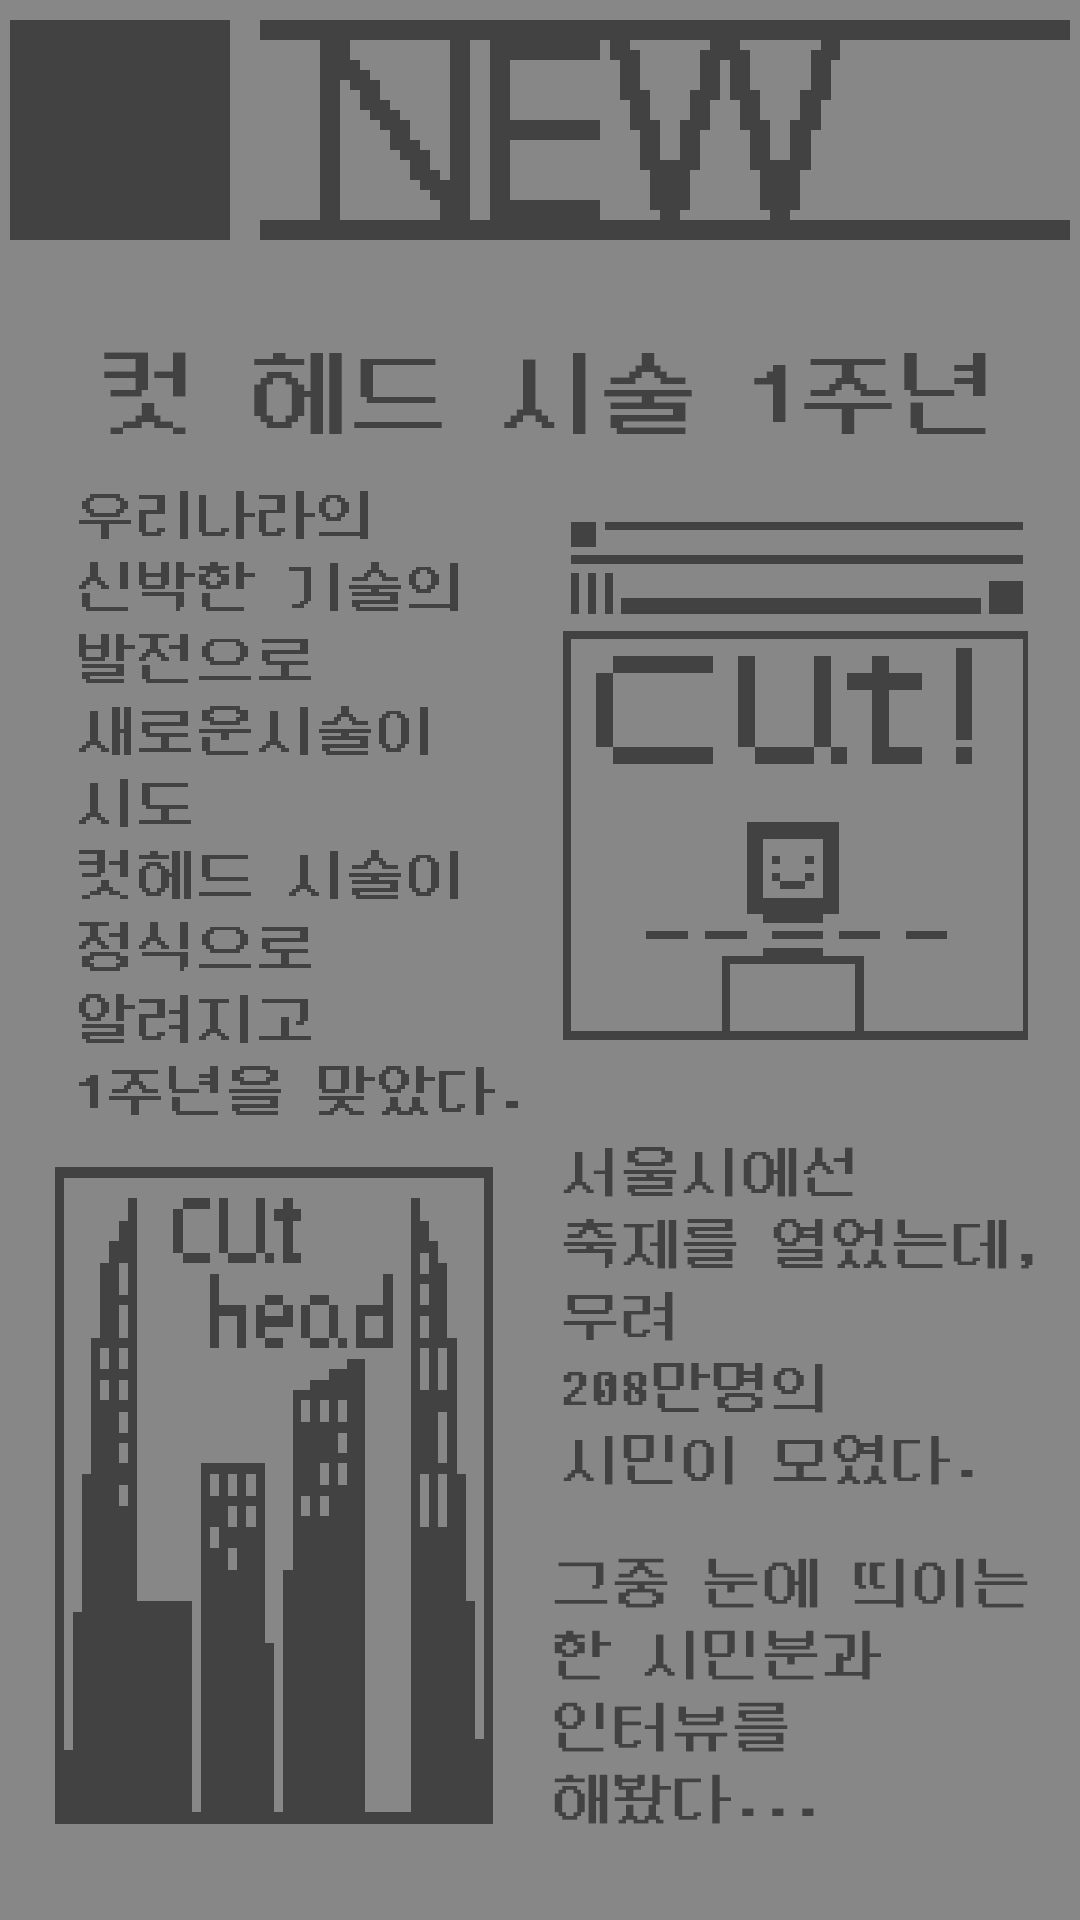 NEW
컷 헤드 시술 1주년
우리나라의
신박한 기술의
발전으로
새로운시술이
시도
컷헤드 시술이
정식으로
알려지고
1주년을 맞았다.
cut!
cut
head
서울시에선
축제를 열었는데,
무려
208만명의
시민이 모였다.
그중 눈에 띄이는
한 시민분과
인터뷰를
해봤다...